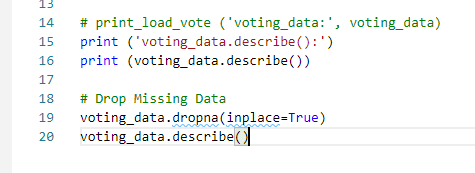 13
14 # print_load_vote ('voting_data:', voting_data)
15 print ('voting_data.describe():')
16 print (voting_data.describe())
17
18 # Drop Missing Data
19 voting_data.dropna(inplace=True)
20 voting_data.describe()